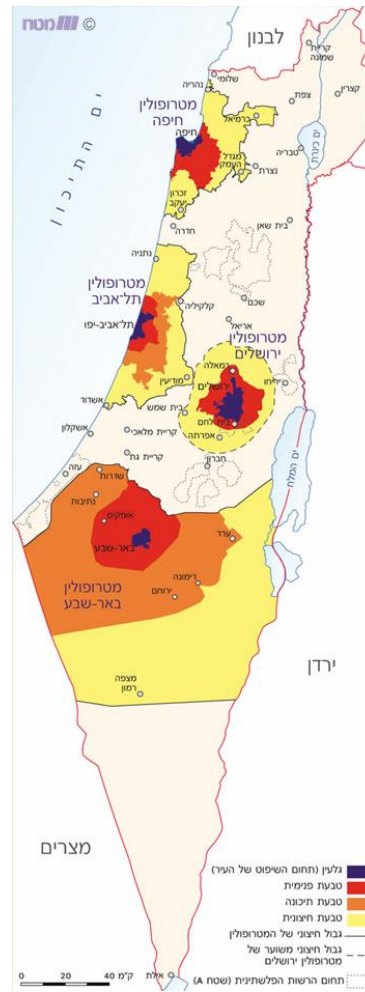 © מטח
לבנון
קריית
שמונה
שלומי
נהריה
קצרין
צפת
ים התיכון
מטרופולין
חיפה
חיפה
כרמיאל
ים כינרת
טבריה
מגדל
העמק
נצרת
זכרון
יעקב
בית שאן
חדרה
נתניה
מטרופולין
תל־אביב
תל־אביב-יפו
קלקיליה
שכם
אריאל
מטרופולין
ירושלים
רמאללה
מודיעין
ירושלים
יריחו
אשדוד
בית שמש
בית לחם
אפרתה
אשקלון
קריית מלאכי
קריית גת
חברון
ים המלח
עזה
שדרות
נתיבות
אופקים
באר-שבע
ערד
מטרופולין
באר-שבע
דימונה
ירוחם
ירדן
מצפה
רמון
מצרים
גלעין (תחום השיפוט של העיר)
טבעת פנימית
טבעת תיכונה
טבעת חיצונית
גבול חיצוני של המטרופולין
גבול חיצוני משוער של
מטרופולין ירושלים
תחום הרשות הפלשתינית (שטח A)
אילת
0 20 40 ק"מ